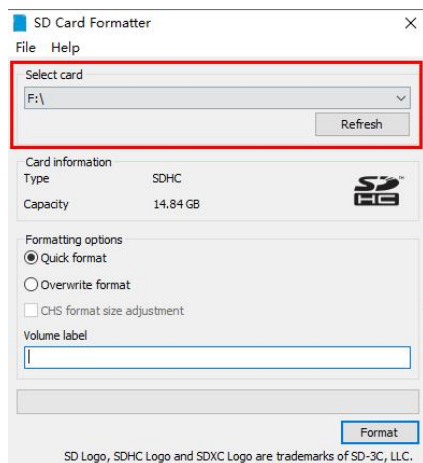 SD Card Formatter
File Help
Select card
F:\
Refresh
Card information
Type SDHC
Capacity 14.84 GB
SD HC
Formatting options
Quick format
Overwrite format
CHS format size adjustment
Volume label
Format
SD Logo, SDHC Logo and SDXC Logo are trademarks of SD-3C, LLC.